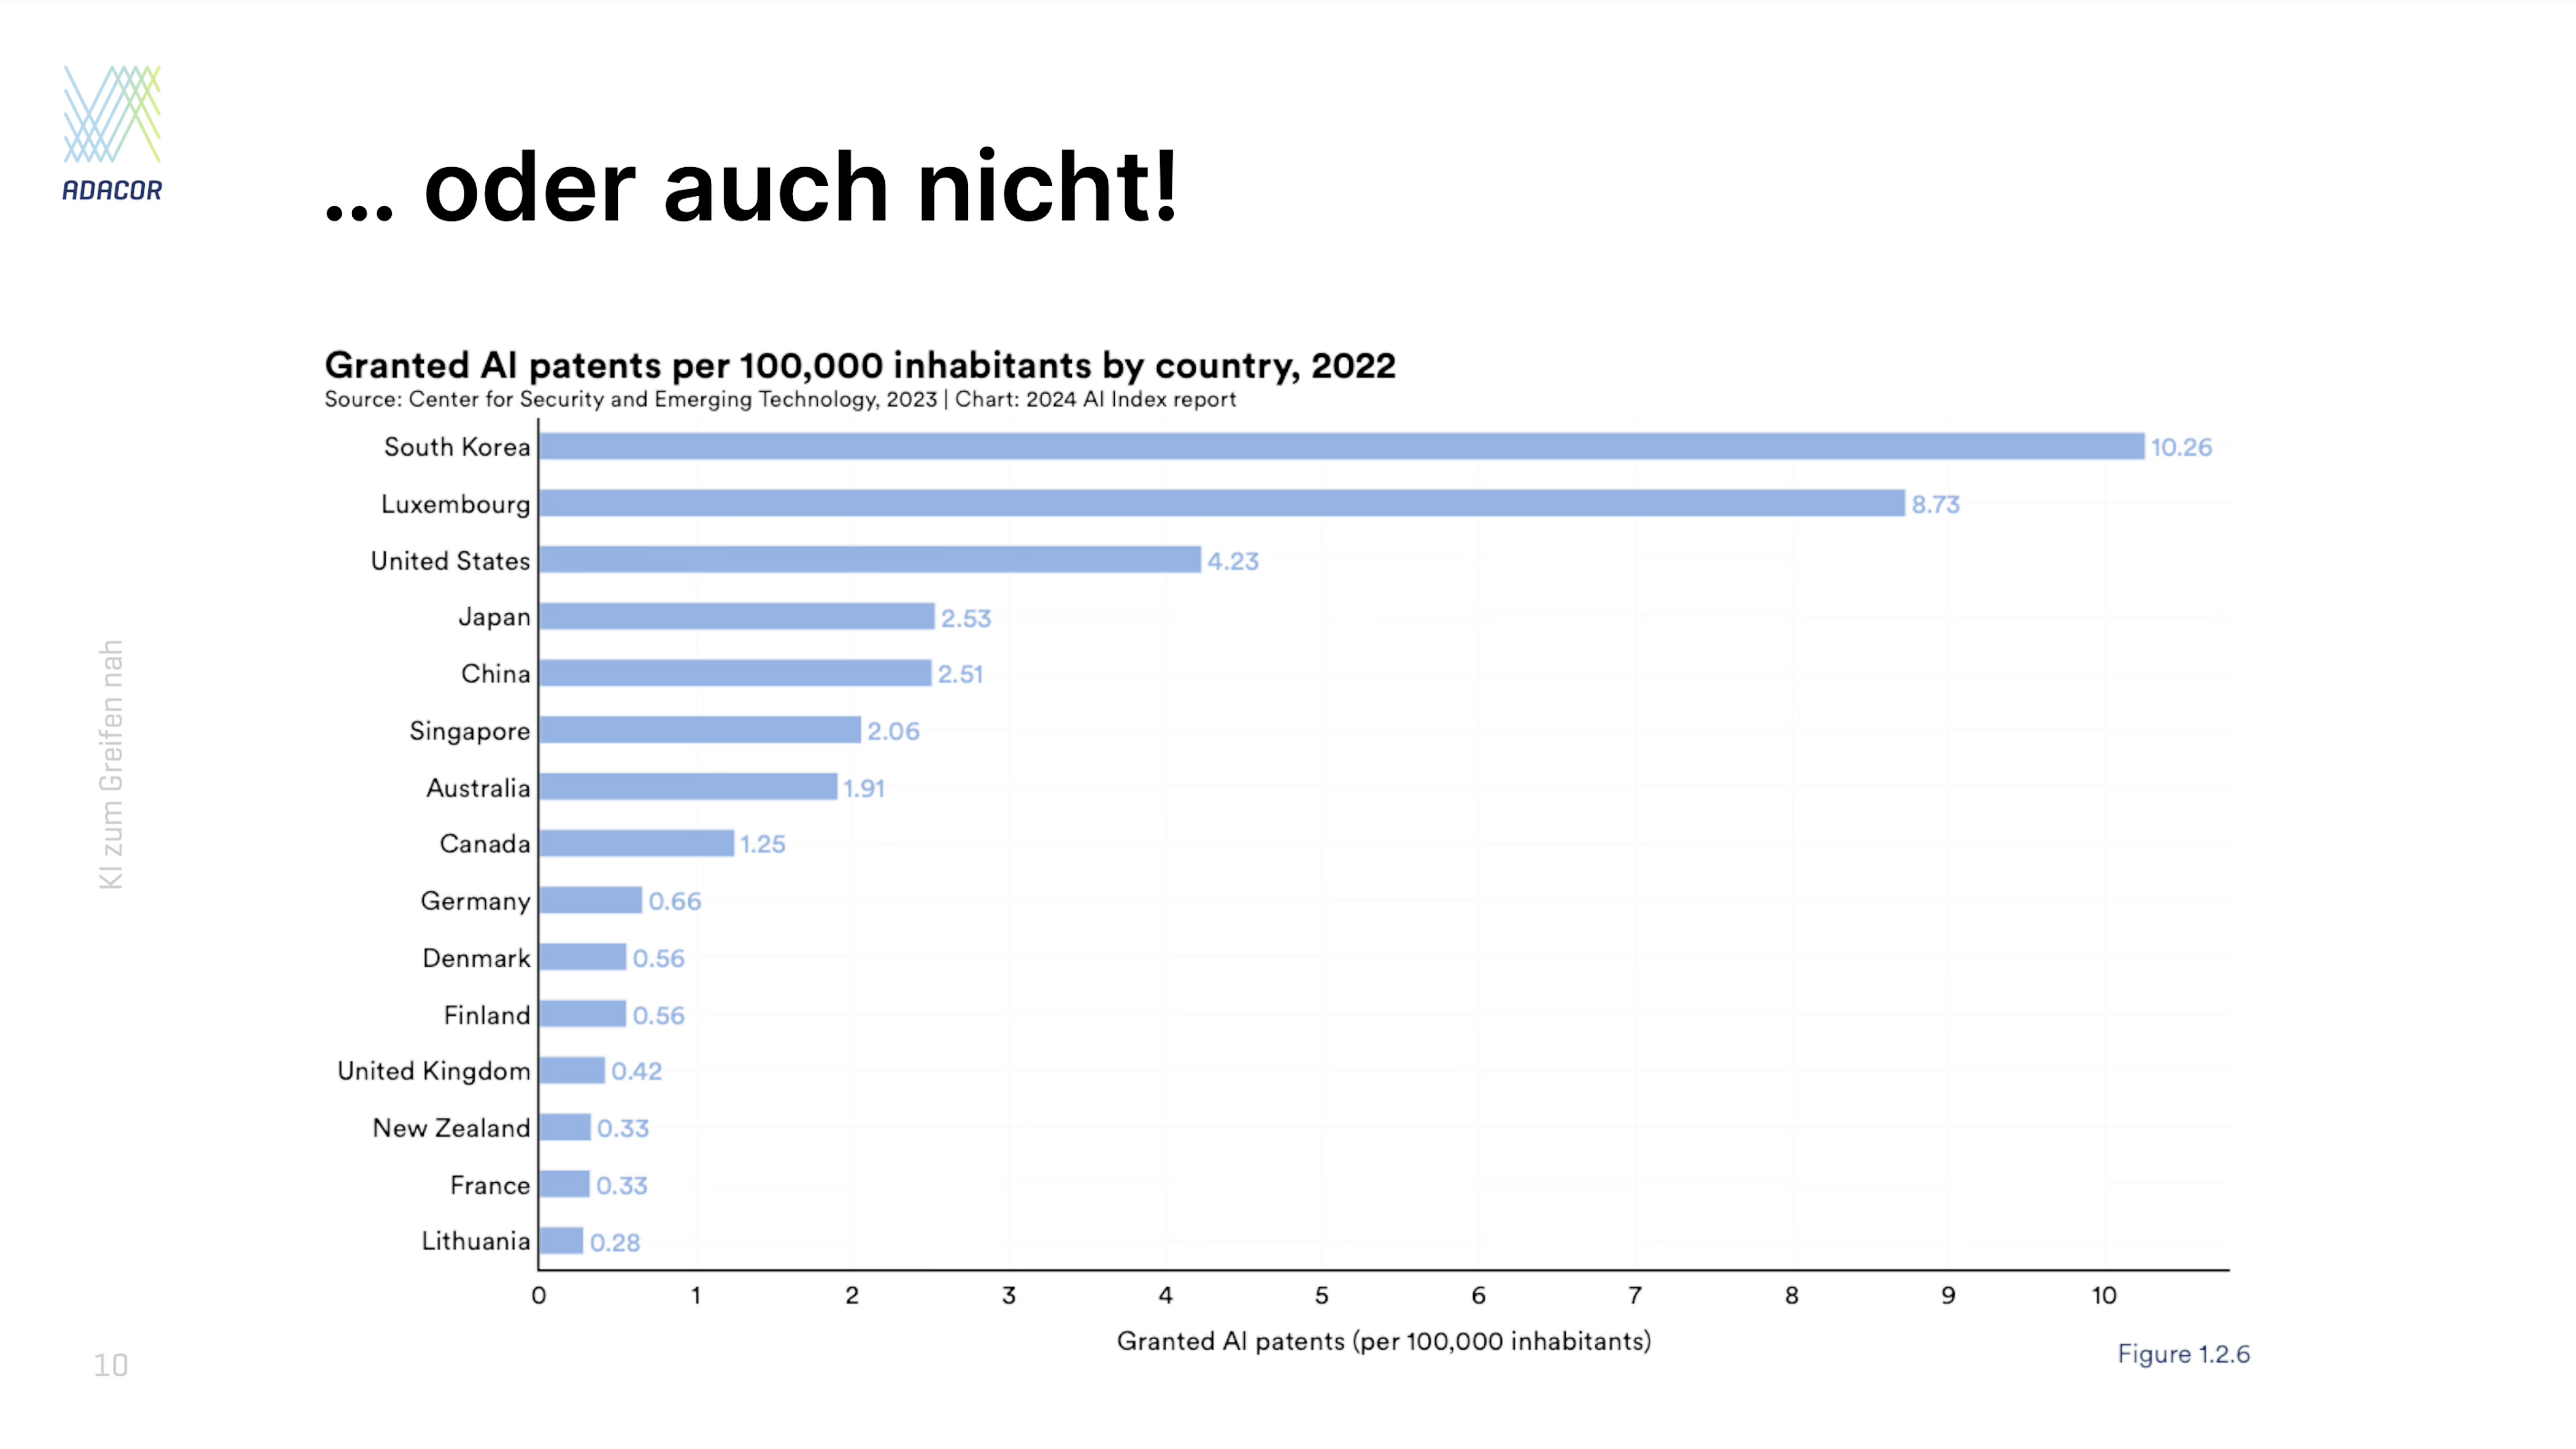 ADACOR
... oder auch nicht!
Granted AI patents per 100,000 inhabitants by country, 2022
Source: Center for Security and Emerging Technology, 2023 | Chart: 2024 AI Index report
South Korea 10.26
Luxembourg 8.73
United States 4.23
Japan 2.53
China 2.51
Singapore 2.06
Australia 1.91
Canada 1.25
Germany 0.66
Denmark 0.56
Finland 0.56
United Kingdom 0.42
New Zealand 0.33
France 0.33
Lithuania 0.28
0 1 2 3 4 5 6 7 8 9 10
Granted AI patents (per 100,000 inhabitants)
Figure 1.2.6
KI zum Greifen nah
10